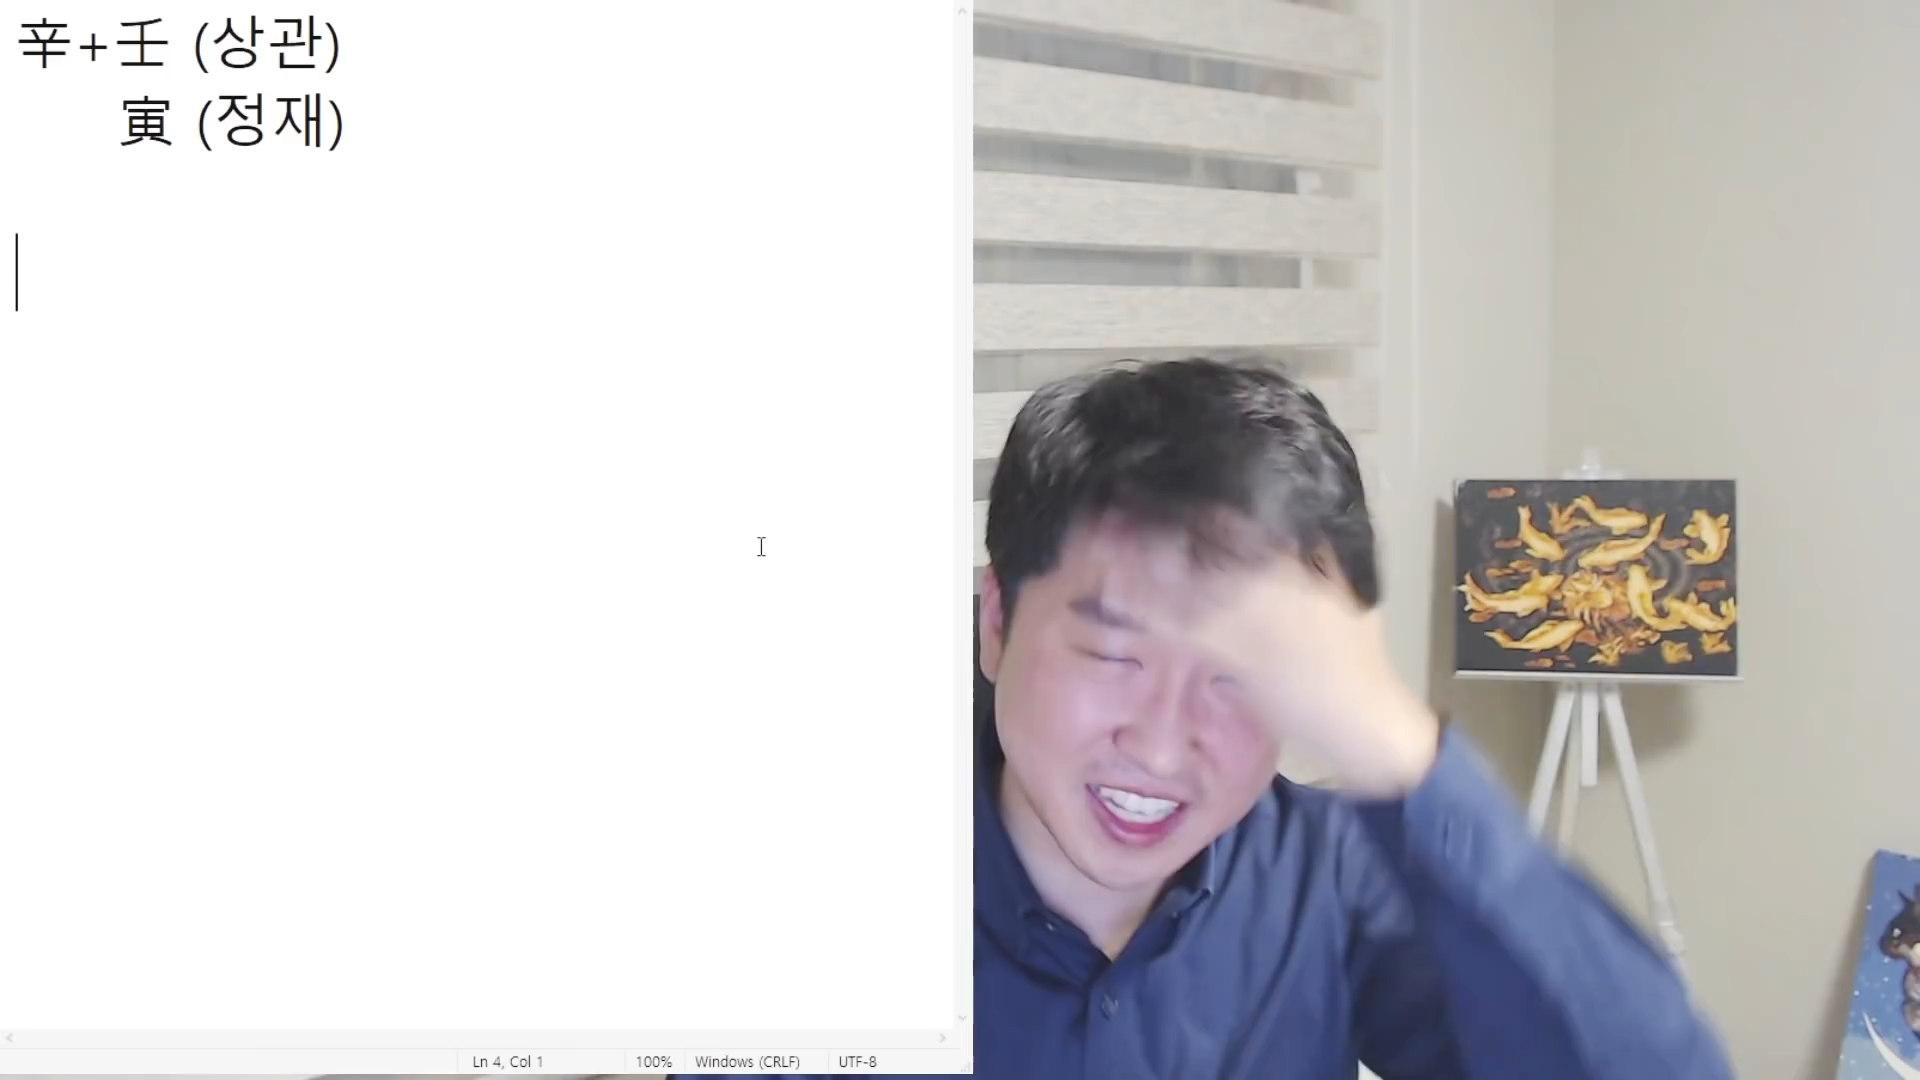 辛+壬 (상관)
寅 (정재)
Ln 4, Col 1
100%
Windows (CRLF)
UTF-8